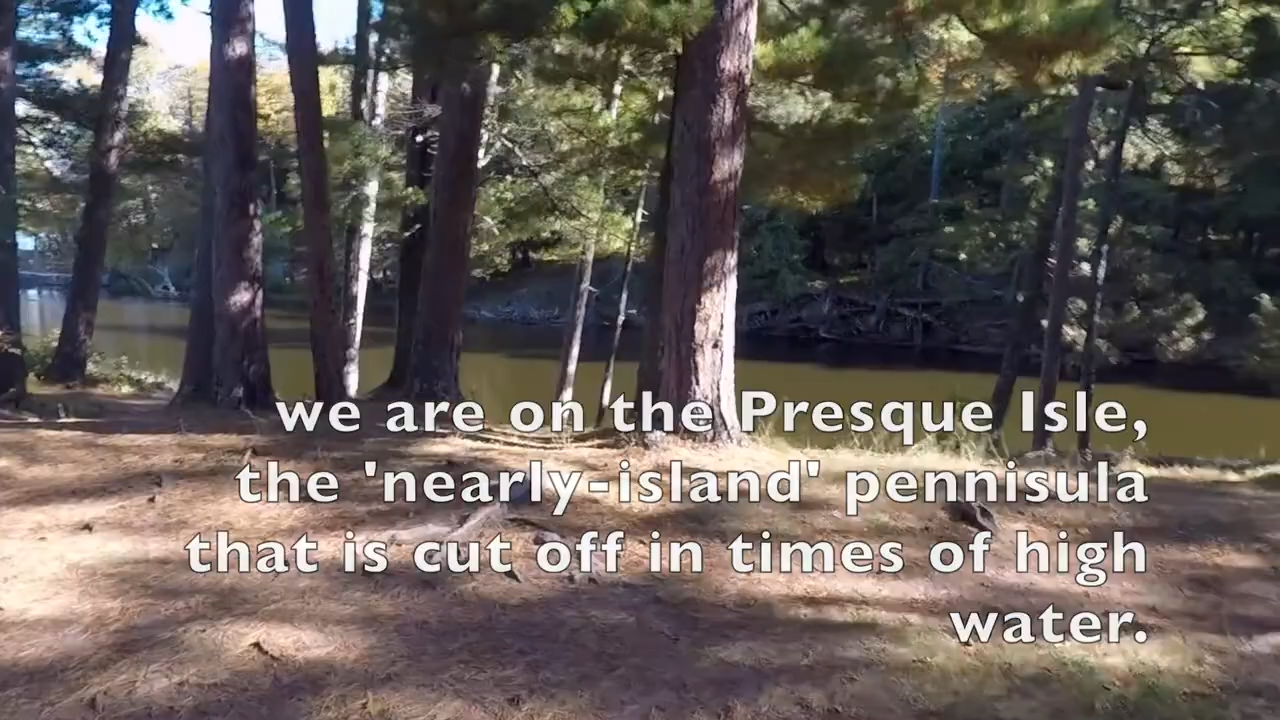 we are on the Presque Isle,
the 'nearly-island' pennisula
that is cut off in times of high
water.